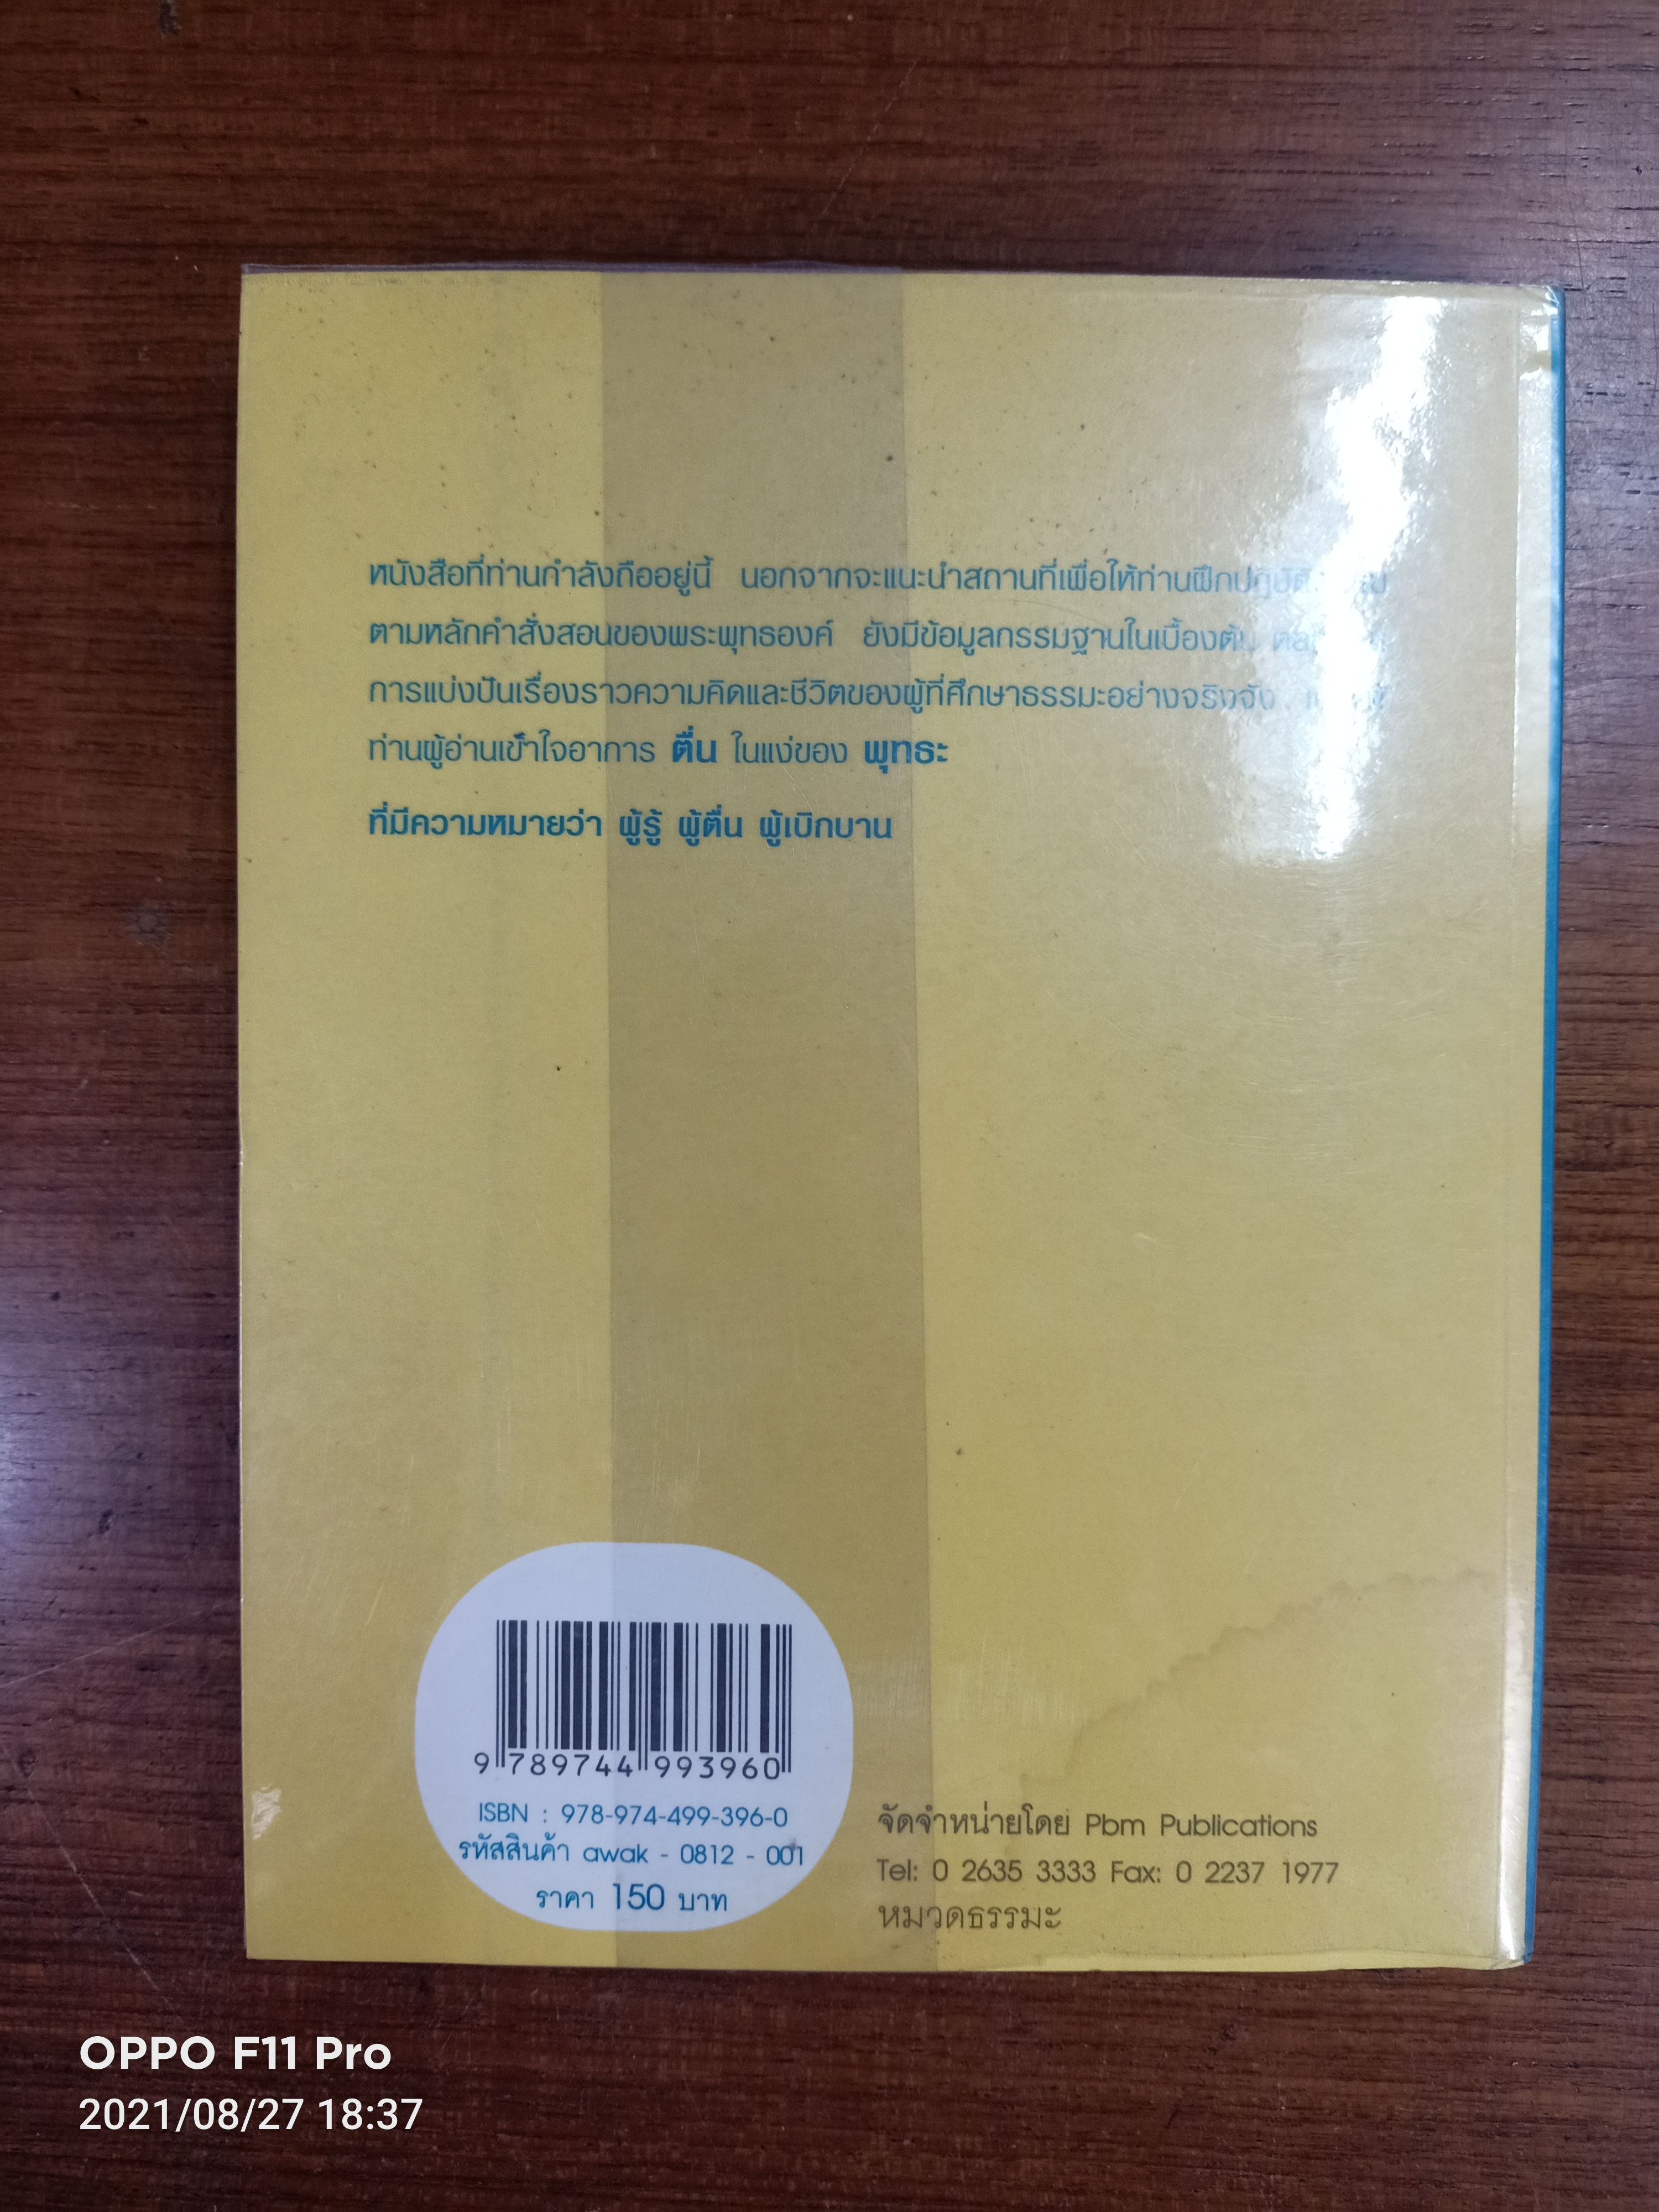 หนังสือที่ท่านกำลังถืออยู่นี้ นอกจากจะแนะนำสถานที่เพื่อให้ท่านฝึกปฏิบัติ
ตามหลักคำสั่งสอนของพระพุทธองค์ ยังมีข้อมูลกรรมฐานในเบื้องต้น
การแบ่งปันเรื่องราวความคิดและชีวิตของผู้ที่ศึกษาธรรมะอย่างจริงจัง
ท่านผู้อ่านเข้าใจอาการ ตื่น ในแง่ของ พุทธะ
ที่มีความหมายว่า ผู้รู้ ผู้ตื่น ผู้เบิกบาน
9 789744 993960
ISBN : 978-974-499-396-0
รหัสสินค้า awak - 0812 - 001
ราคา 150 บาท
จัดจำหน่ายโดย Pbm Publications
Tel: 0 2635 3333 Fax: 0 2237 1977
หมวดธรรมะ
OPPO F11 Pro
2021/08/27 18:37